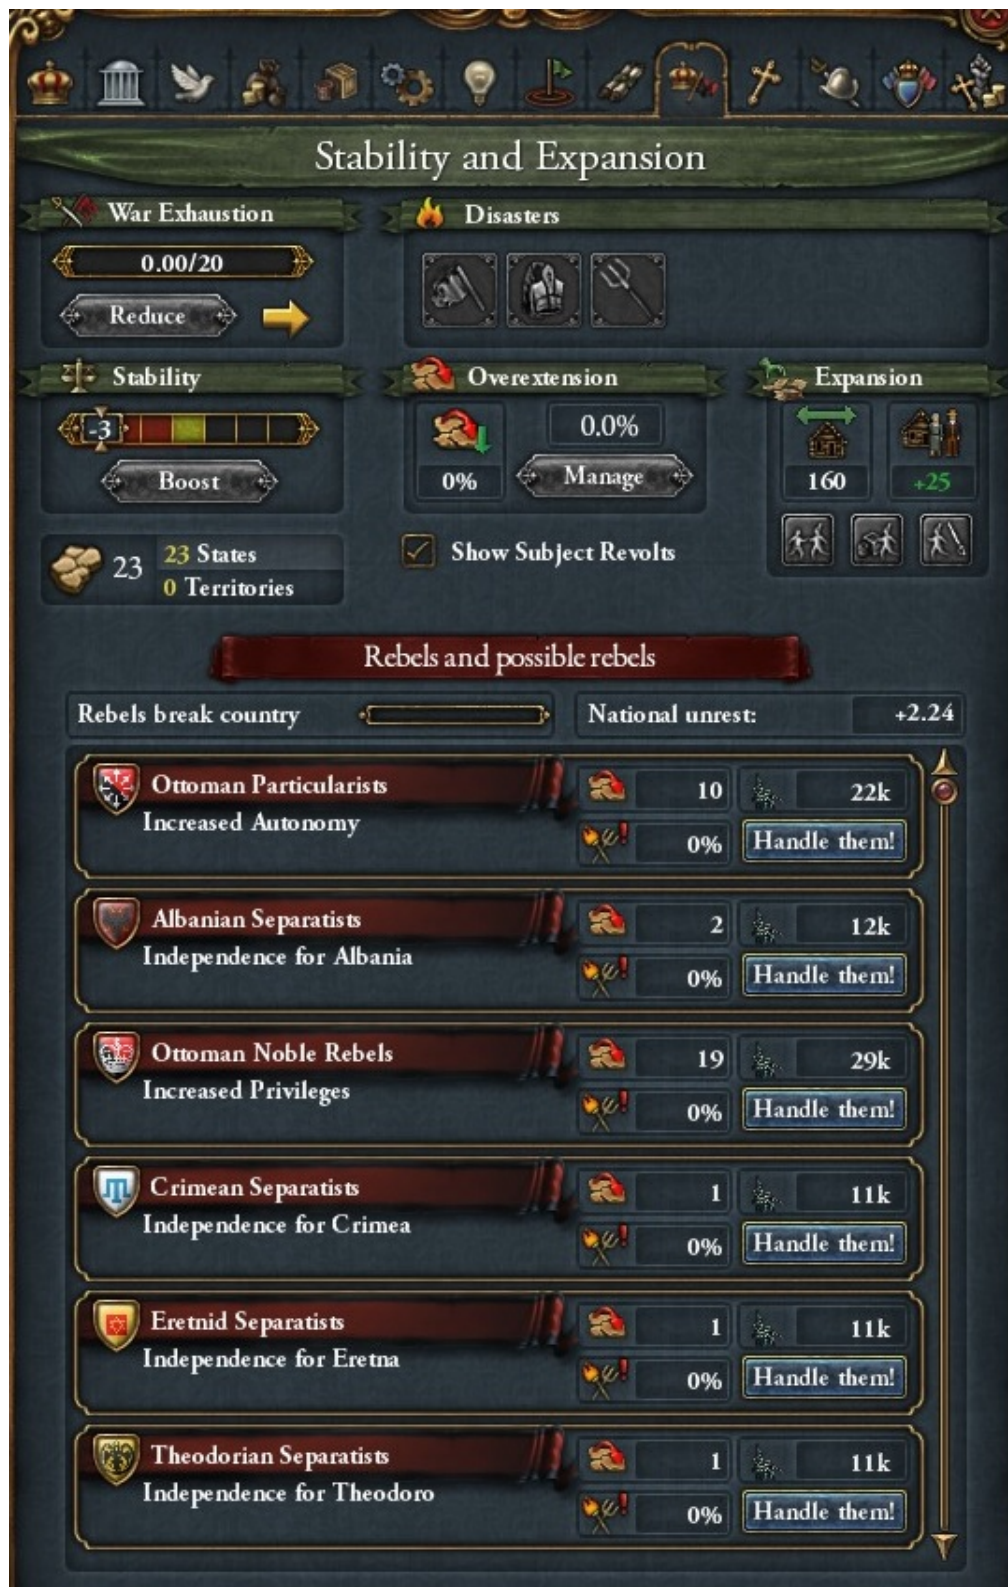 Stability and Expansion
War Exhaustion
Disasters
0.00/20
Reduce
Stability
Overextension
Expansion
-3
0.0%
Boost
0%
Manage
160
+25
23
23 States
0 Territories
Show Subject Revolts
Rebels and possible rebels
Rebels break country
National unrest:
+2.24
Ottoman Particularists
10
22k
Increased Autonomy
0%
Handle them!
Albanian Separatists
2
12k
Independence for Albania
0%
Handle them!
Ottoman Noble Rebels
19
29k
Increased Privileges
0%
Handle them!
Crimean Separatists
1
11k
Independence for Crimea
0%
Handle them!
Eretnid Separatists
1
11k
Independence for Eretna
0%
Handle them!
Theodorian Separatists
1
11k
Independence for Theodoro
0%
Handle them!